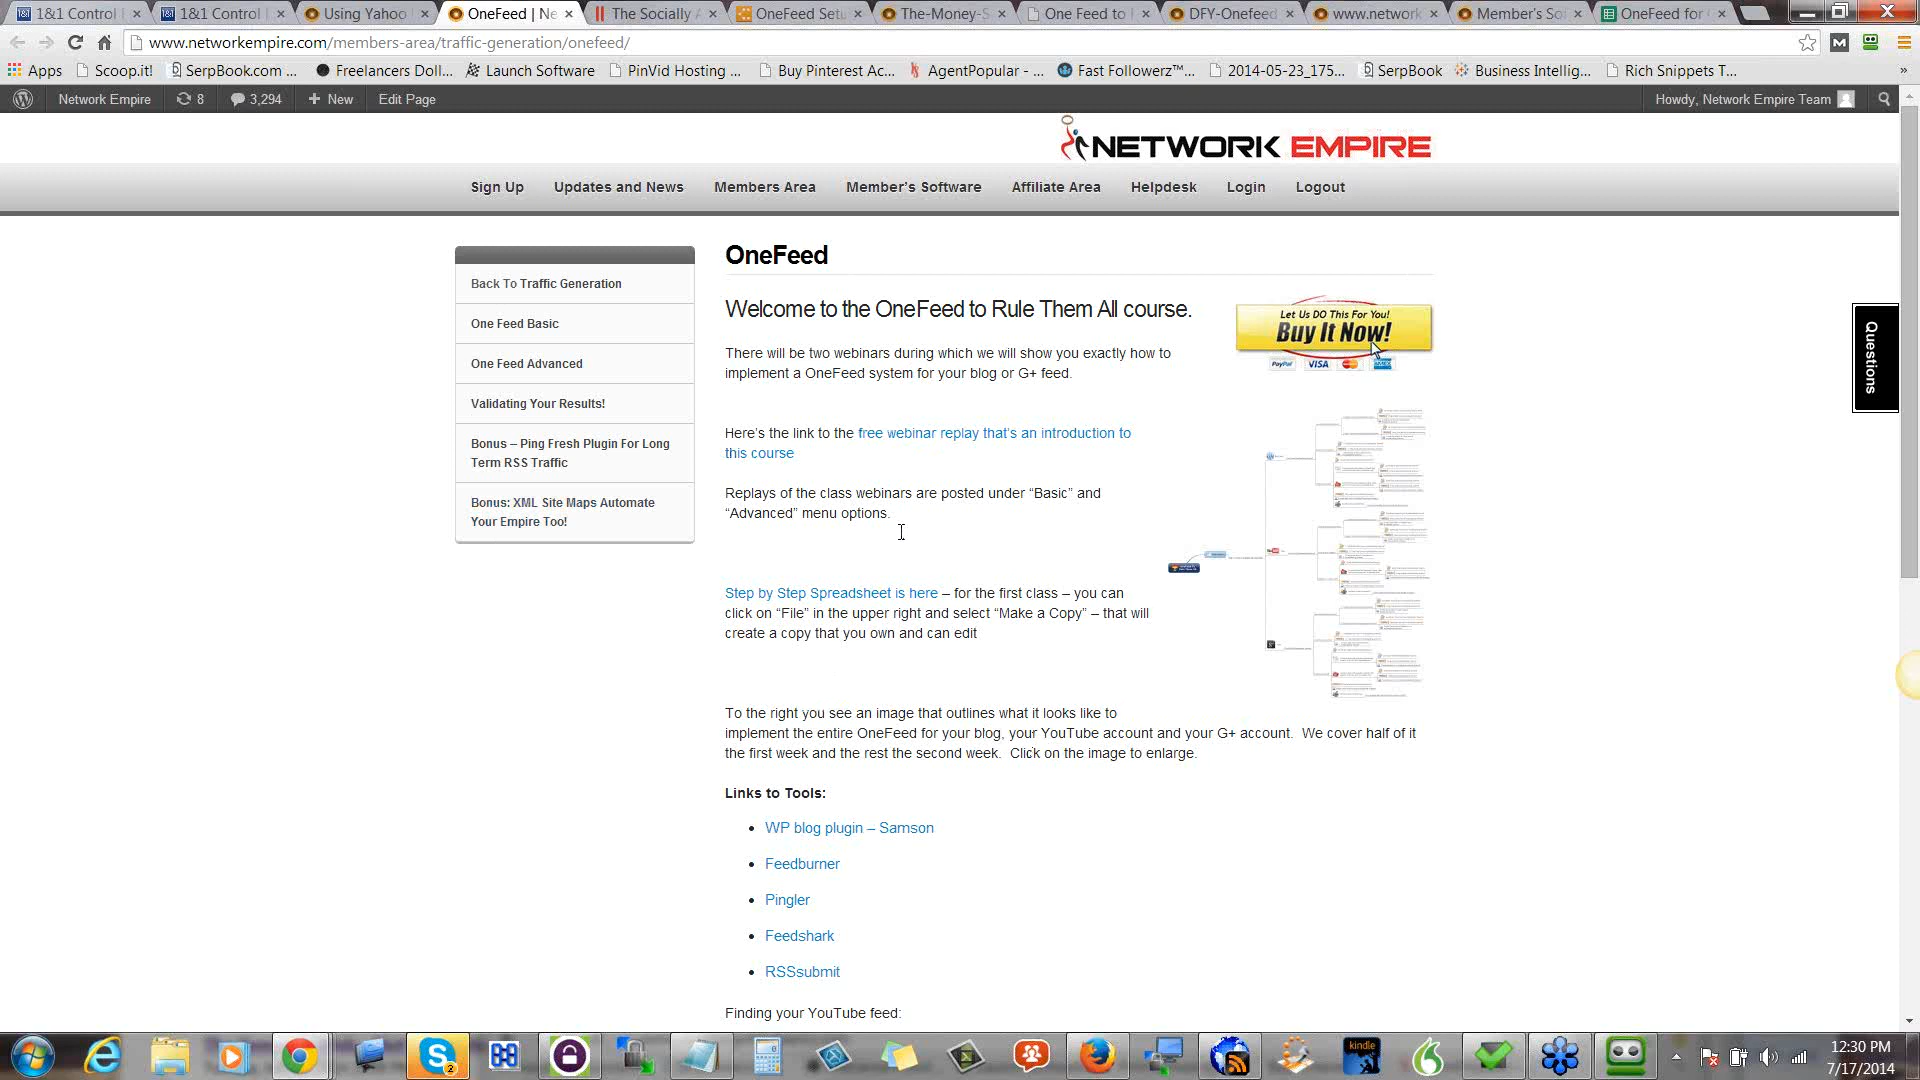 1&1 Control
1&1 Control
Using Yahoo
OneFeed | Ne
The Socially
OneFeed Setu
The-Money-S
One Feed to
DFY-Onefeed
www.network
Member's So
OneFeed for
www.networkempire.com/members-area/traffic-generation/onefeed/
Apps
Scoop.it!
SerpBook.com ...
Freelancers Doll...
Launch Software
PinVid Hosting ...
Buy Pinterest Ac...
AgentPopular - ...
Fast Followerz™...
2014-05-23_175...
SerpBook
Business Intellig...
Rich Snippets T...
»
Network Empire
8
3,294
+ New
Edit Page
Howdy, Network Empire Team
NETWORK EMPIRE
Sign Up
Updates and News
Members Area
Member's Software
Affiliate Area
Helpdesk
Login
Logout
Back To Traffic Generation
One Feed Basic
One Feed Advanced
Validating Your Results!
Bonus – Ping Fresh Plugin For Long
Term RSS Traffic
Bonus: XML Site Maps Automate
Your Empire Too!
OneFeed
Welcome to the OneFeed to Rule Them All course.
Let Us DO This For You!
Buy It Now!
PayPal
VISA
There will be two webinars during which we will show you exactly how to
implement a OneFeed system for your blog or G+ feed.
Here's the link to the free webinar replay that's an introduction to
this course
Replays of the class webinars are posted under “Basic” and
“Advanced” menu options.
Step by Step Spreadsheet is here – for the first class – you can
click on “File” in the upper right and select “Make a Copy” – that will
create a copy that you own and can edit
To the right you see an image that outlines what it looks like to
implement the entire OneFeed for your blog, your YouTube account and your G+ account.  We cover half of it
the first week and the rest the second week.  Click on the image to enlarge.
Links to Tools:
WP blog plugin – Samson
Feedburner
Pingler
Feedshark
RSSsubmit
Finding your YouTube feed:
Questions
kindle
2
12:30 PM
7/17/2014